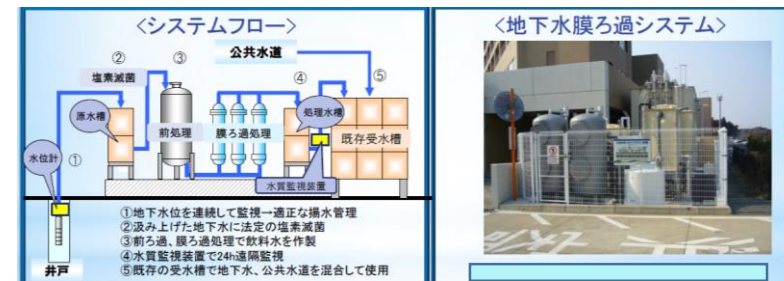 <システムフロー>
公共水道
②
③
塩素滅菌
④
⑤
原水槽
処理水槽
前処理
膜ろ過処理
既存受水槽
水位計
①
水質監視装置
①地下水位を連続して監視→適正な揚水管理
②汲み上げた地下水に法定の塩素滅菌
③前ろ過、膜ろ過処理で飲料水を作製
④水質監視装置で24h遠隔監視
⑤既存の受水槽で地下水、公共水道を混合して使用
井戸
<地下水膜ろ過システム>